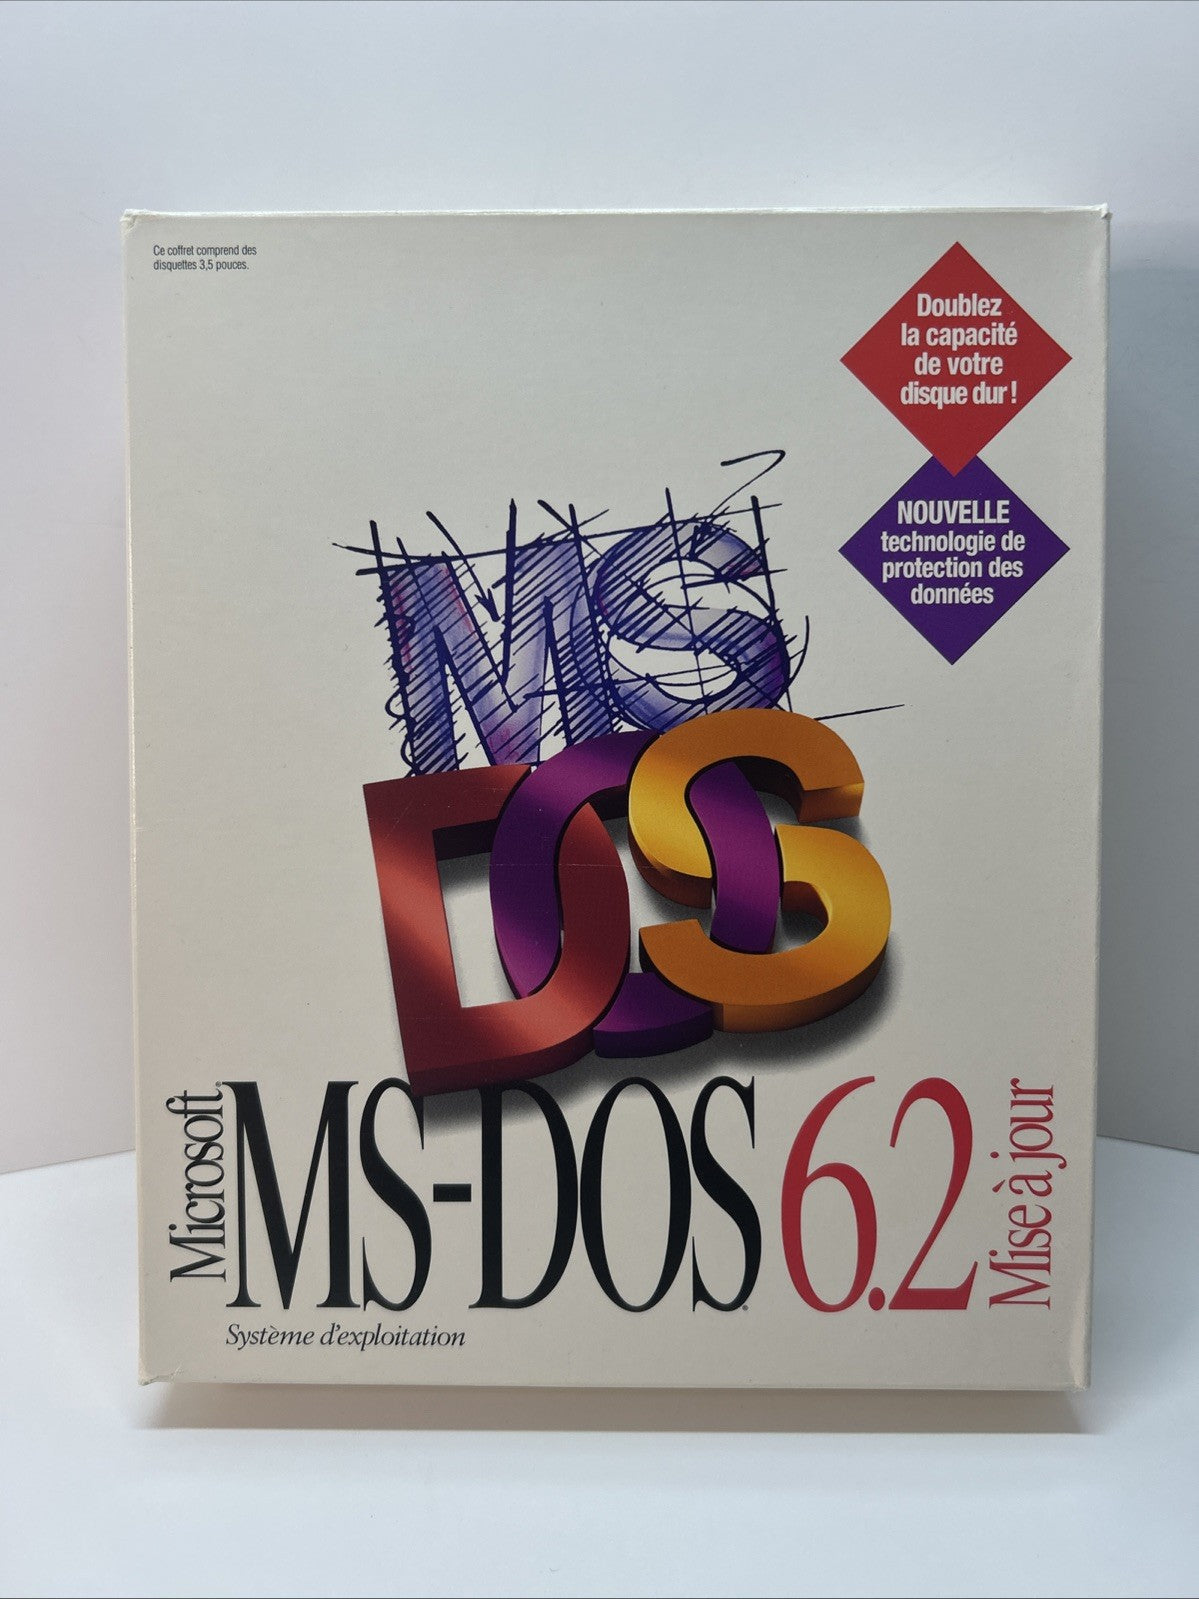 Ce coffret comprend des
disquettes 3,5 pouces.
Doublez
la capacité
de votre
disque dur !
NOUVELLE
technologie de
protection des
données
MS
DOS
Microsoft®
MS-DOS® 6.2
Mise à jour
Système d'exploitation